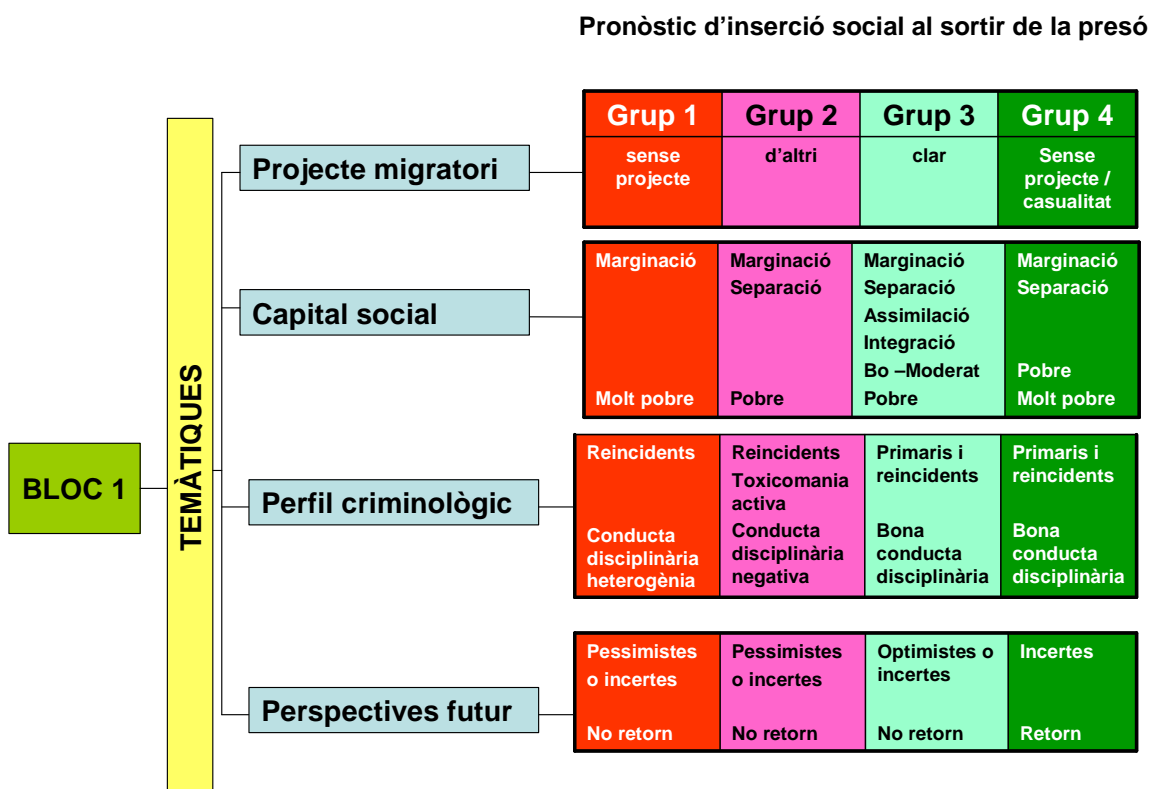 Pronòstic d'inserció social al sortir de la presó
BLOC 1
TEMÀTIQUES
Projecte migratori
Grup 1
sense
projecte
Grup 2
d'altri
Grup 3
clar
Grup 4
Sense
projecte /
casualitat
Capital social
Marginació
Molt pobre
Marginació
Separació
Pobre
Marginació
Separació
Assimilació
Integració
Bo –Moderat
Pobre
Marginació
Separació
Pobre
Molt pobre
Perfil criminològic
Reincidents
Conducta
disciplinària
heterogènia
Reincidents
Toxicomania
activa
Conducta
disciplinària
negativa
Primaris i
reincidents
Bona
conducta
disciplinària
Primaris i
reincidents
Bona
conducta
disciplinària
Perspectives futur
Pessimistes
o incertes
No retorn
Pessimistes
o incertes
No retorn
Optimistes o
incertes
No retorn
Incertes
Retorn